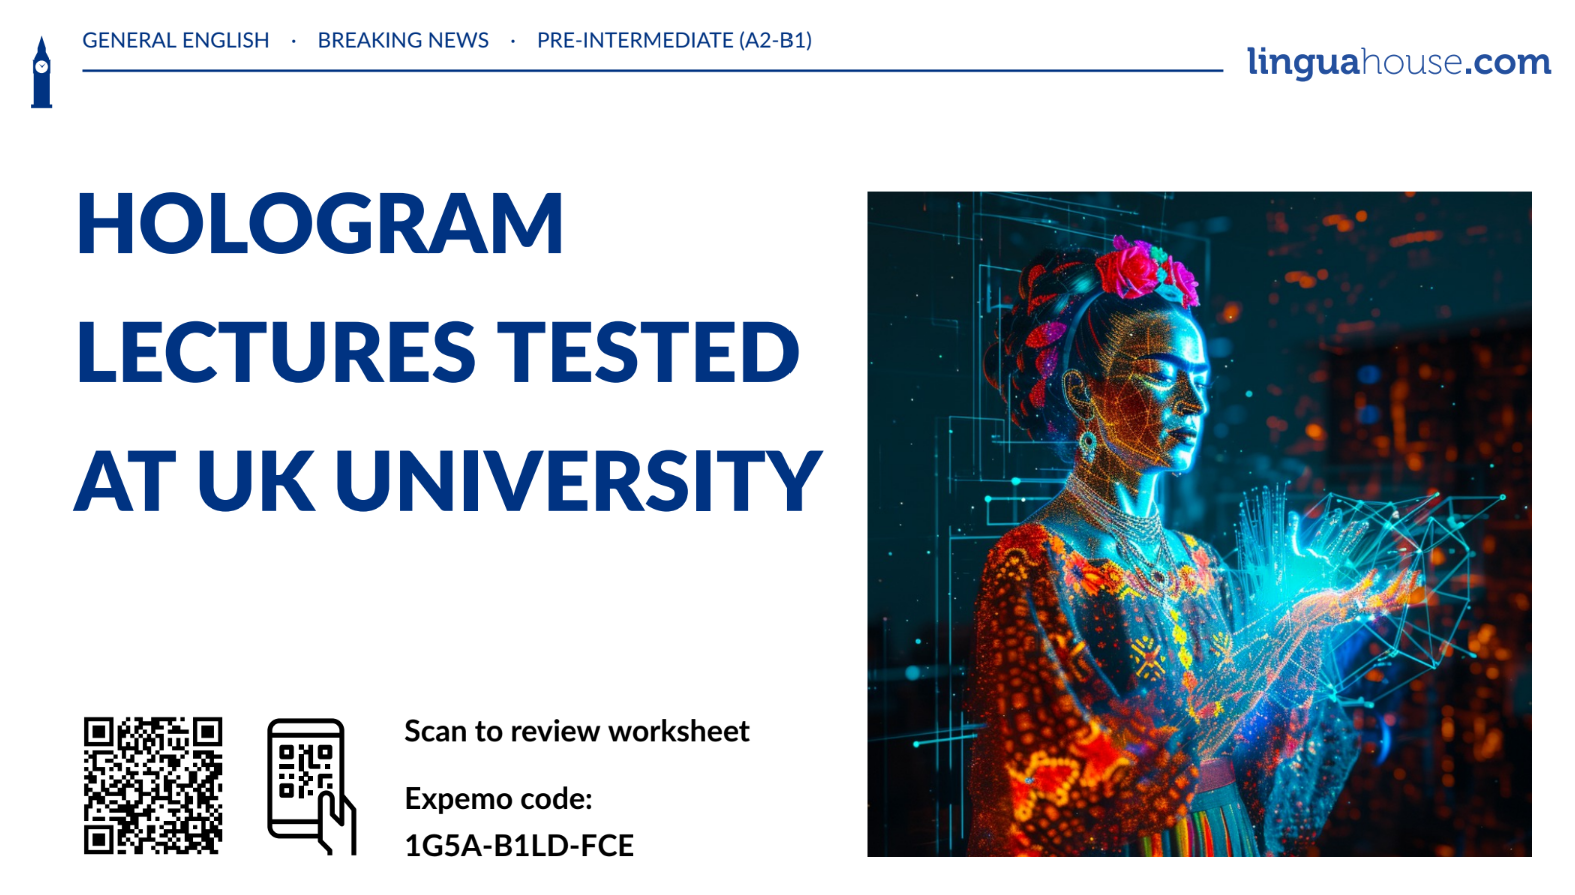 GENERAL ENGLISH · BREAKING NEWS · PRE-INTERMEDIATE (A2-B1)
linguahouse.com
HOLOGRAM
LECTURES TESTED
AT UK UNIVERSITY
Scan to review worksheet
Expemo code:
1G5A-B1LD-FCE